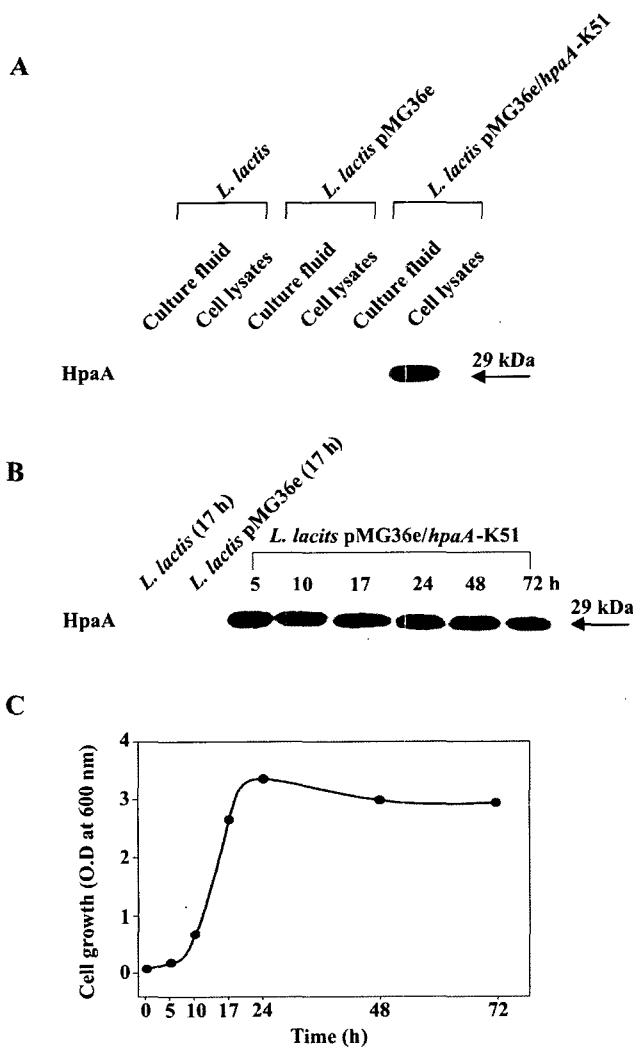 A
L. lactis
L. lactis pMG36e
L. lactis pMG36e/hpaA-K51
Culture fluid
Cell lysates
Culture fluid
Cell lysates
Culture fluid
Cell lysates
HpaA
29 kDa
B
L. lactis (17 h)
L. lactis pMG36e (17 h)
L. lacits pMG36e/hpaA-K51
5 10 17 24 48 72 h
HpaA
29 kDa
C
Cell growth (O.D at 600 nm)
4
3
2
1
0
0 5 10 17 24 48 72
Time (h)